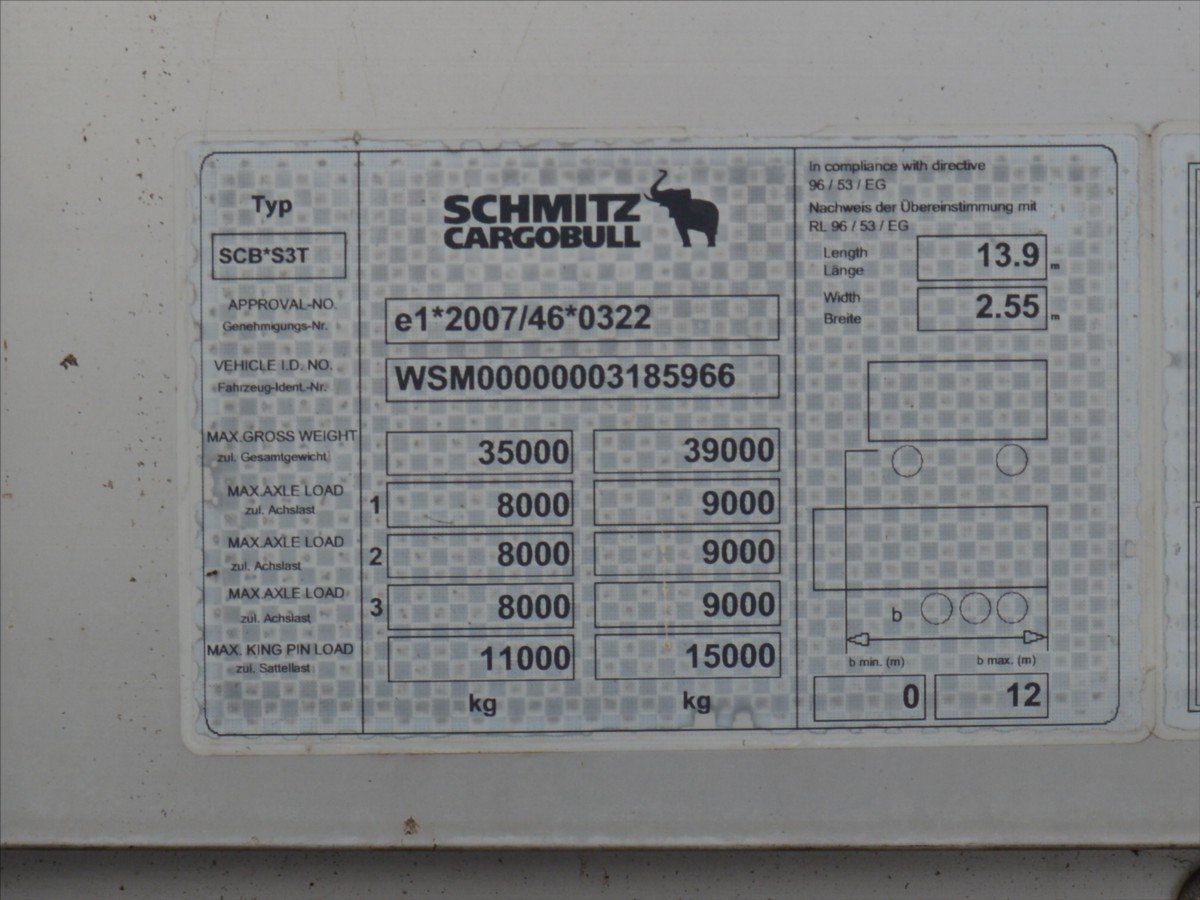 Typ
SCB*S3T
SCHMITZ
CARGOBULL
APPROVAL-NO.
Genehmigungs-Nr.
e1*2007/46*0322
VEHICLE I.D. NO.
Fahrzeug-Ident.-Nr.
WSM00000003185966
MAX.GROSS WEIGHT
zul. Gesamtgewicht
35000 39000
MAX.AXLE LOAD
zul. Achslast
1 8000 9000
MAX.AXLE LOAD
zul. Achslast
2 8000 9000
MAX.AXLE LOAD
zul. Achslast
3 8000 9000
MAX. KING PIN LOAD
zul. Sattellast
11000 15000
kg kg
In compliance with directive
96 / 53 / EG
Nachweis der Übereinstimmung mit
RL 96 / 53 / EG
Length
Länge
13.9 m
Width
Breite
2.55 m
b
b min. (m) b max. (m)
0 12